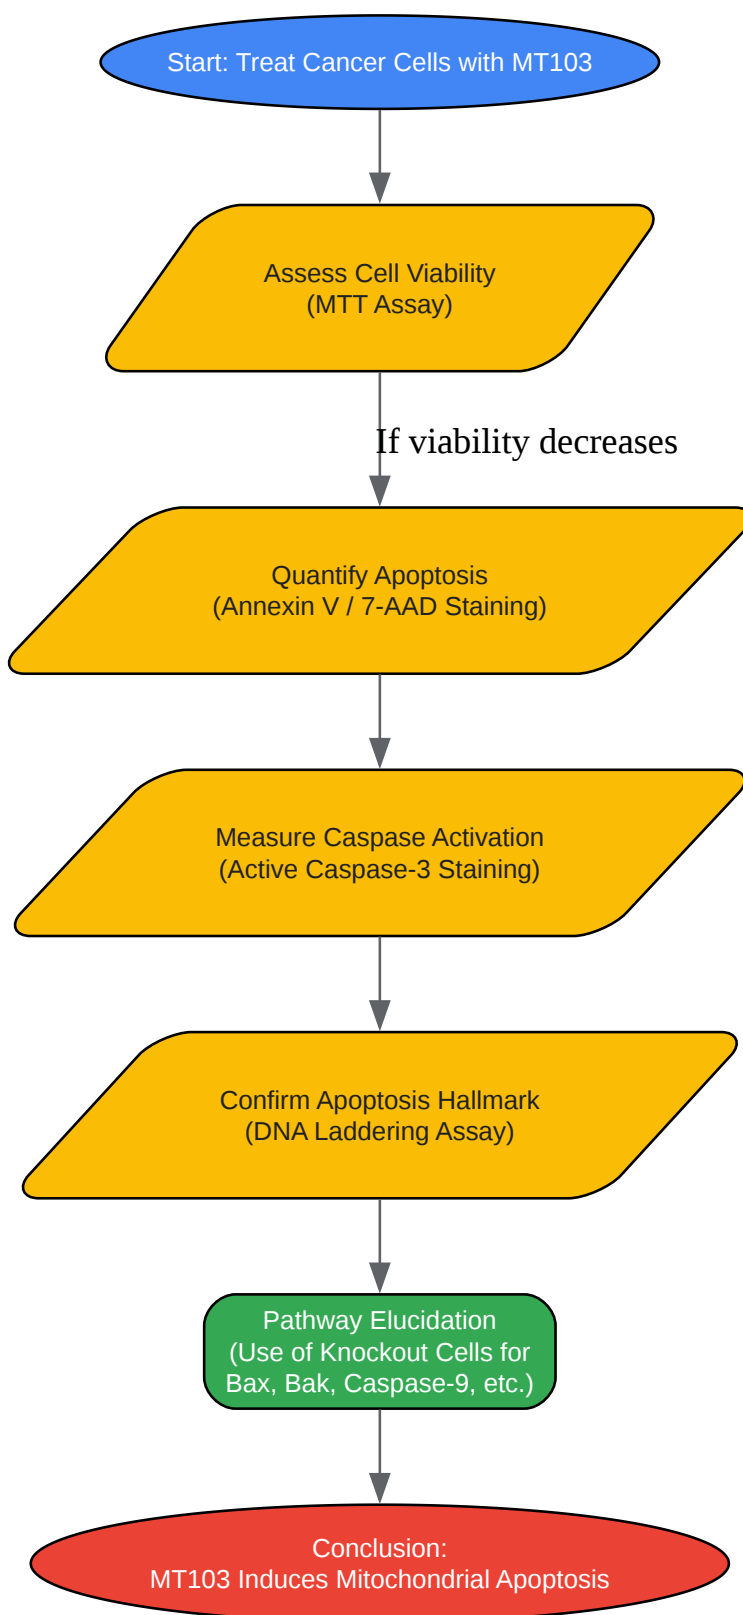 Start: Treat Cancer Cells with MT103
Assess Cell Viability
(MTT Assay)
If viability decreases
Quantify Apoptosis
(Annexin V / 7-AAD Staining)
Measure Caspase Activation
(Active Caspase-3 Staining)
Confirm Apoptosis Hallmark
(DNA Laddering Assay)
Pathway Elucidation
(Use of Knockout Cells for
Bax, Bak, Caspase-9, etc.)
Conclusion:
MT103 Induces Mitochondrial Apoptosis